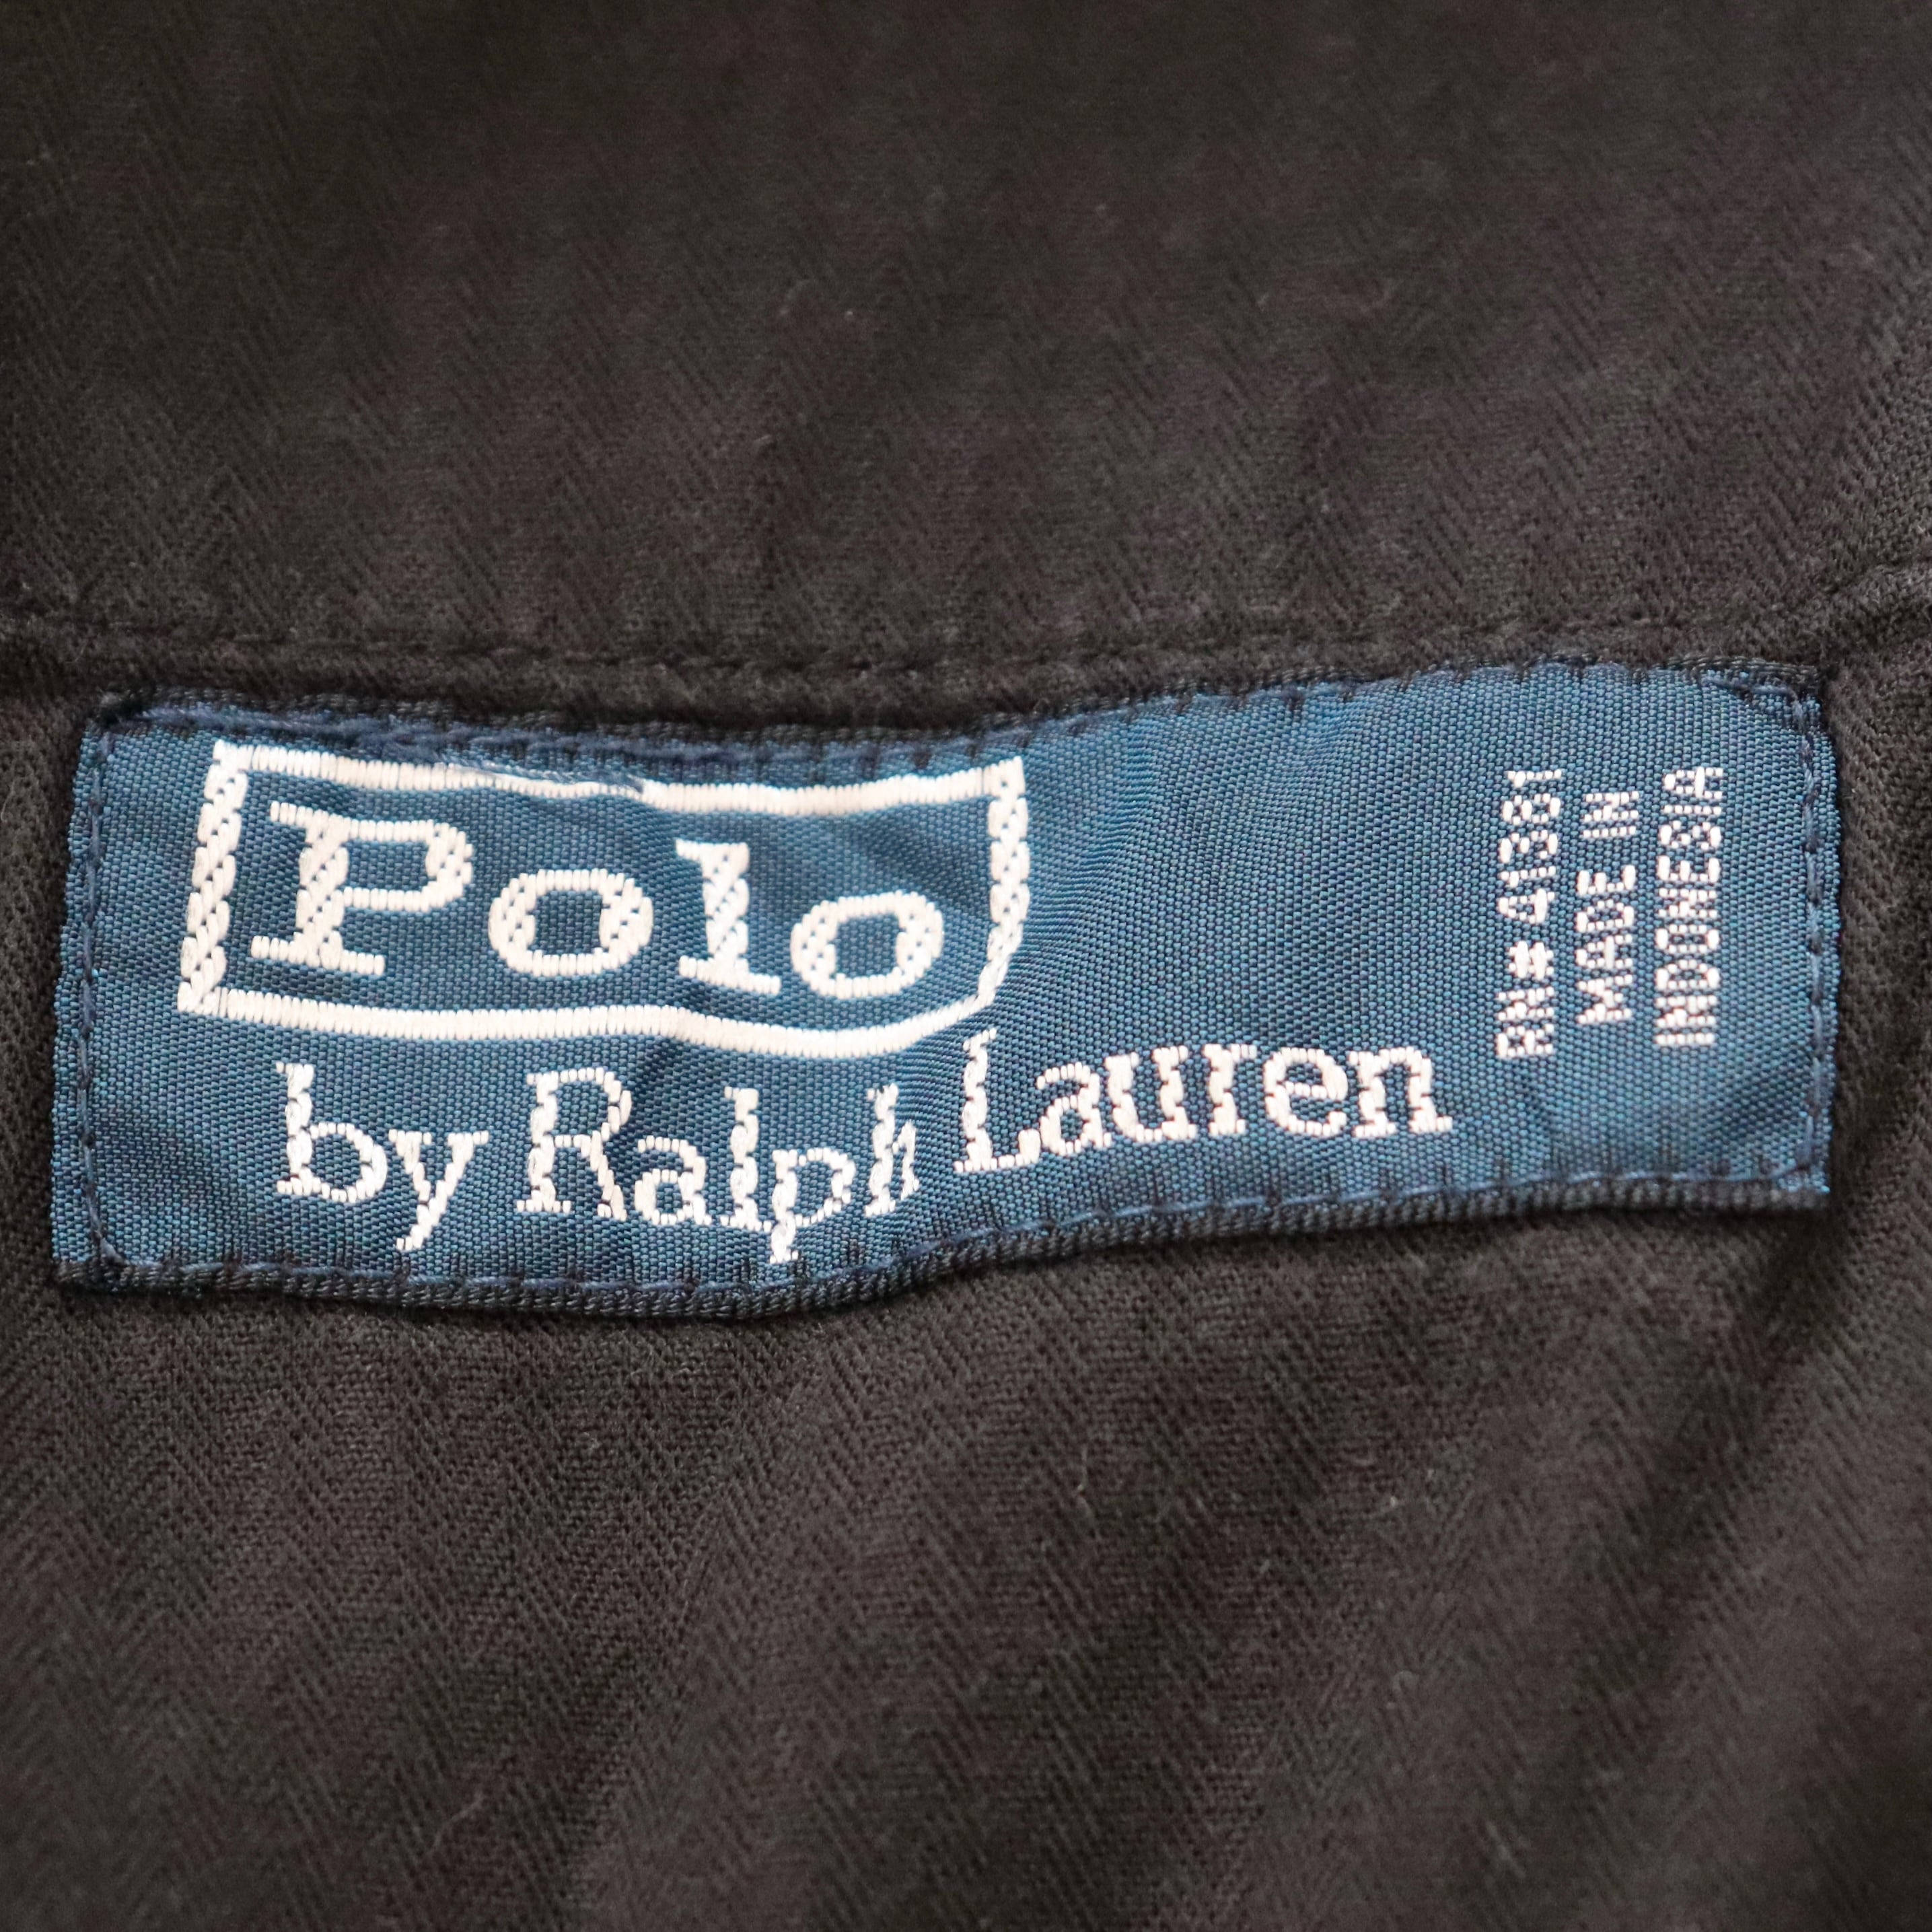 Polo
by Ralph Lauren
RN# 41381
MADE IN
INDONESIA